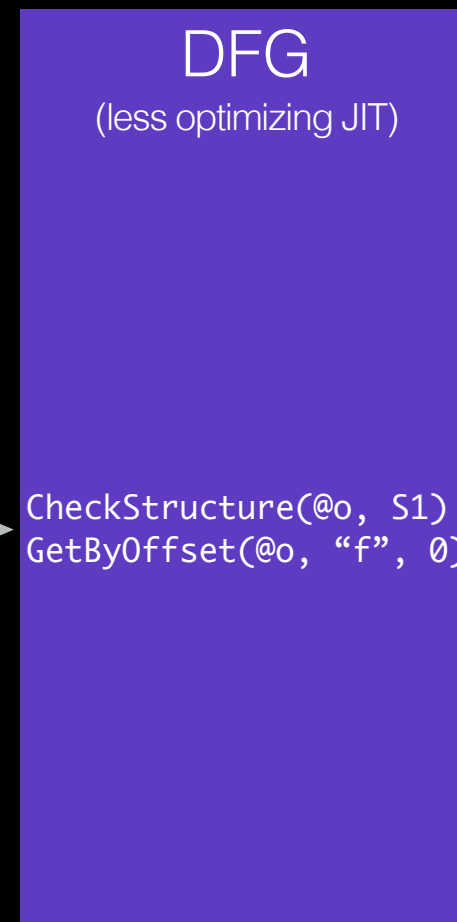 DFG
(less optimizing JIT)
CheckStructure(@o, S1)
GetByOffset(@o, “f”, 0)